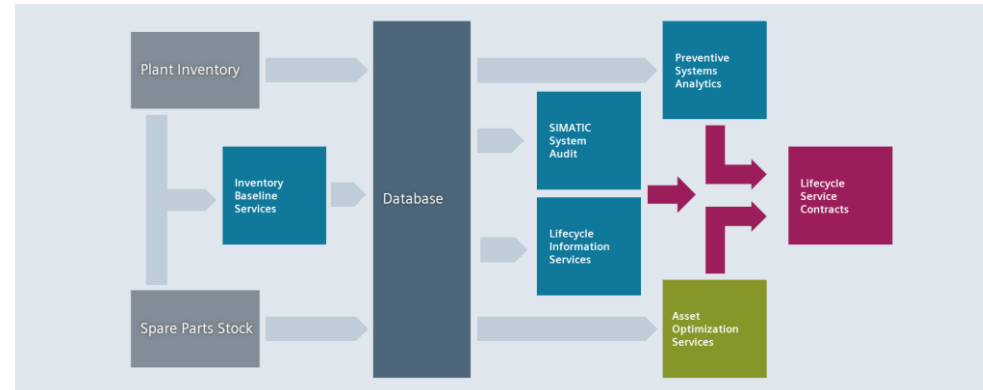 Plant Inventory
Spare Parts Stock
Inventory
Baseline
Services
Database
SIMATIC
System
Audit
Lifecycle
Information
Services
Preventive
Systems
Analytics
Asset
Optimization
Services
Lifecycle
Service
Contracts